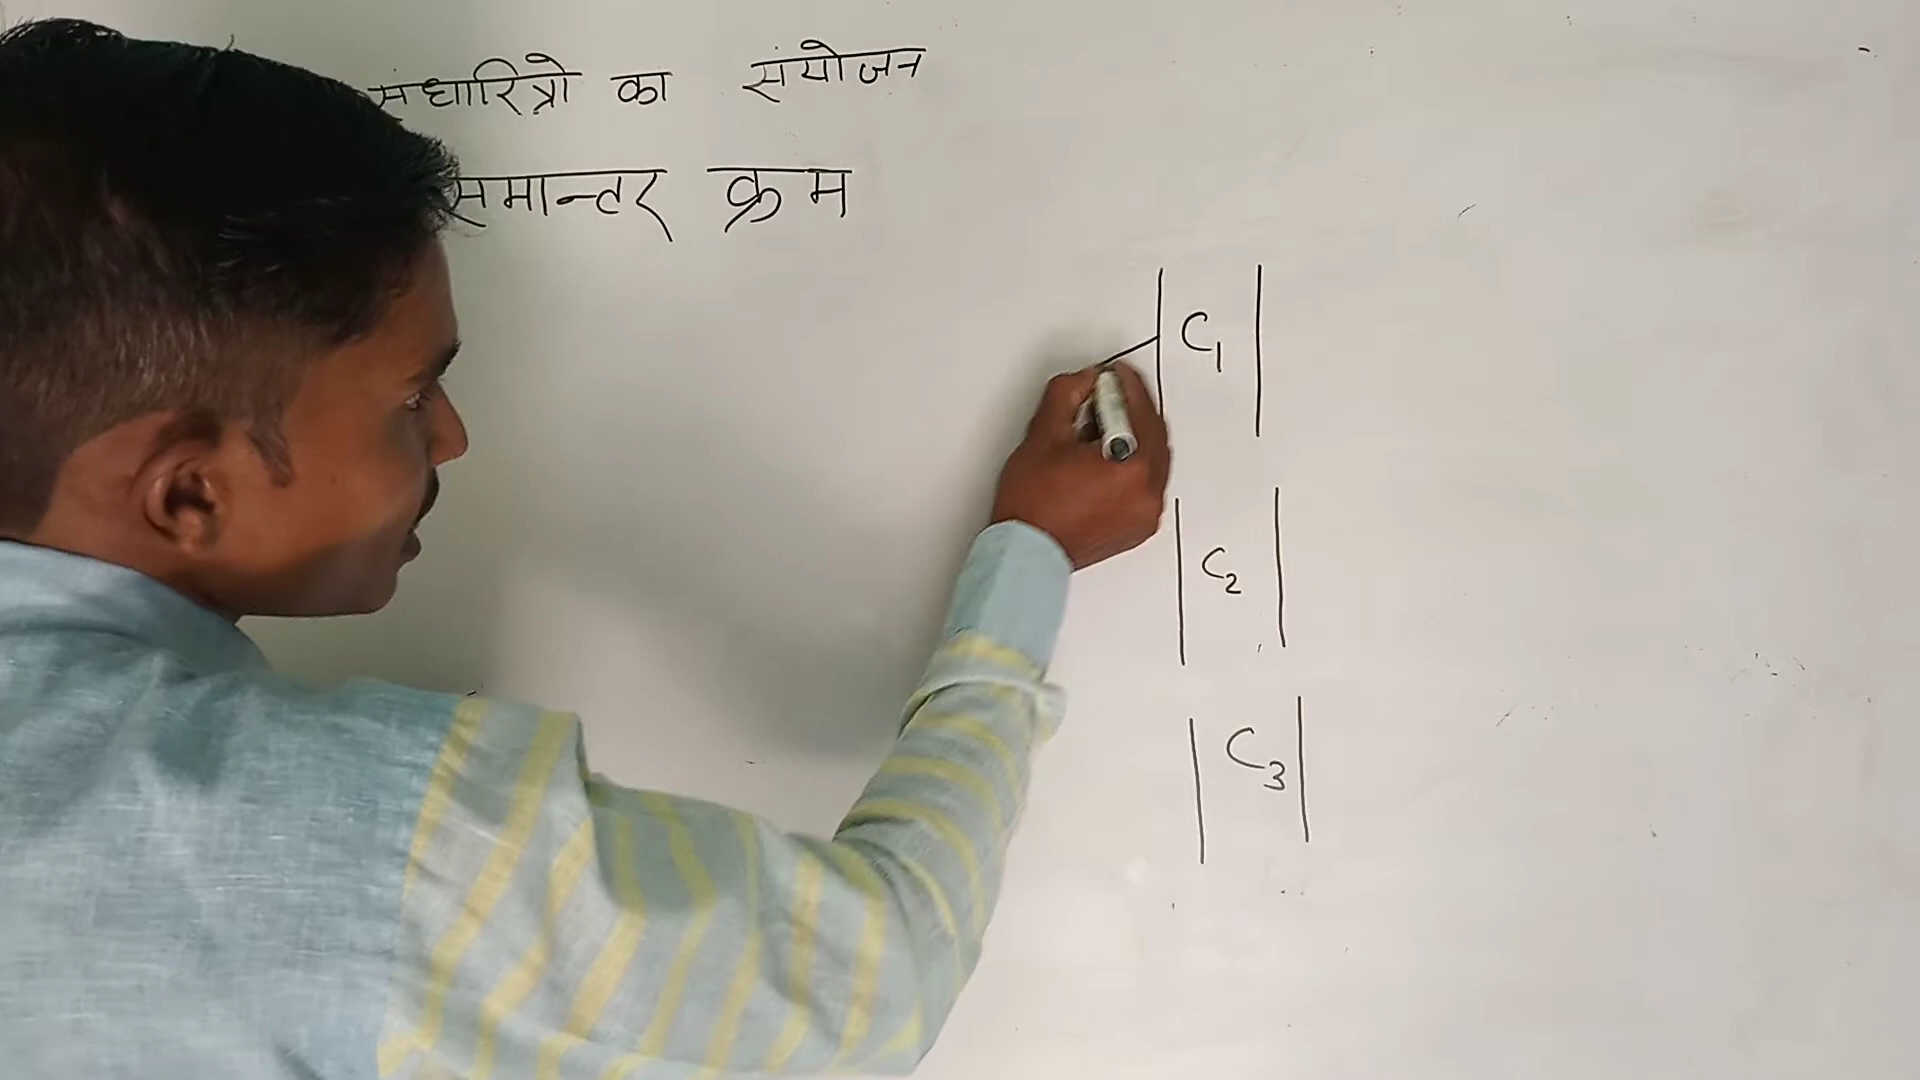 संधारित्रो का संयोजन
समान्तर क्रम
C1
C2
C3